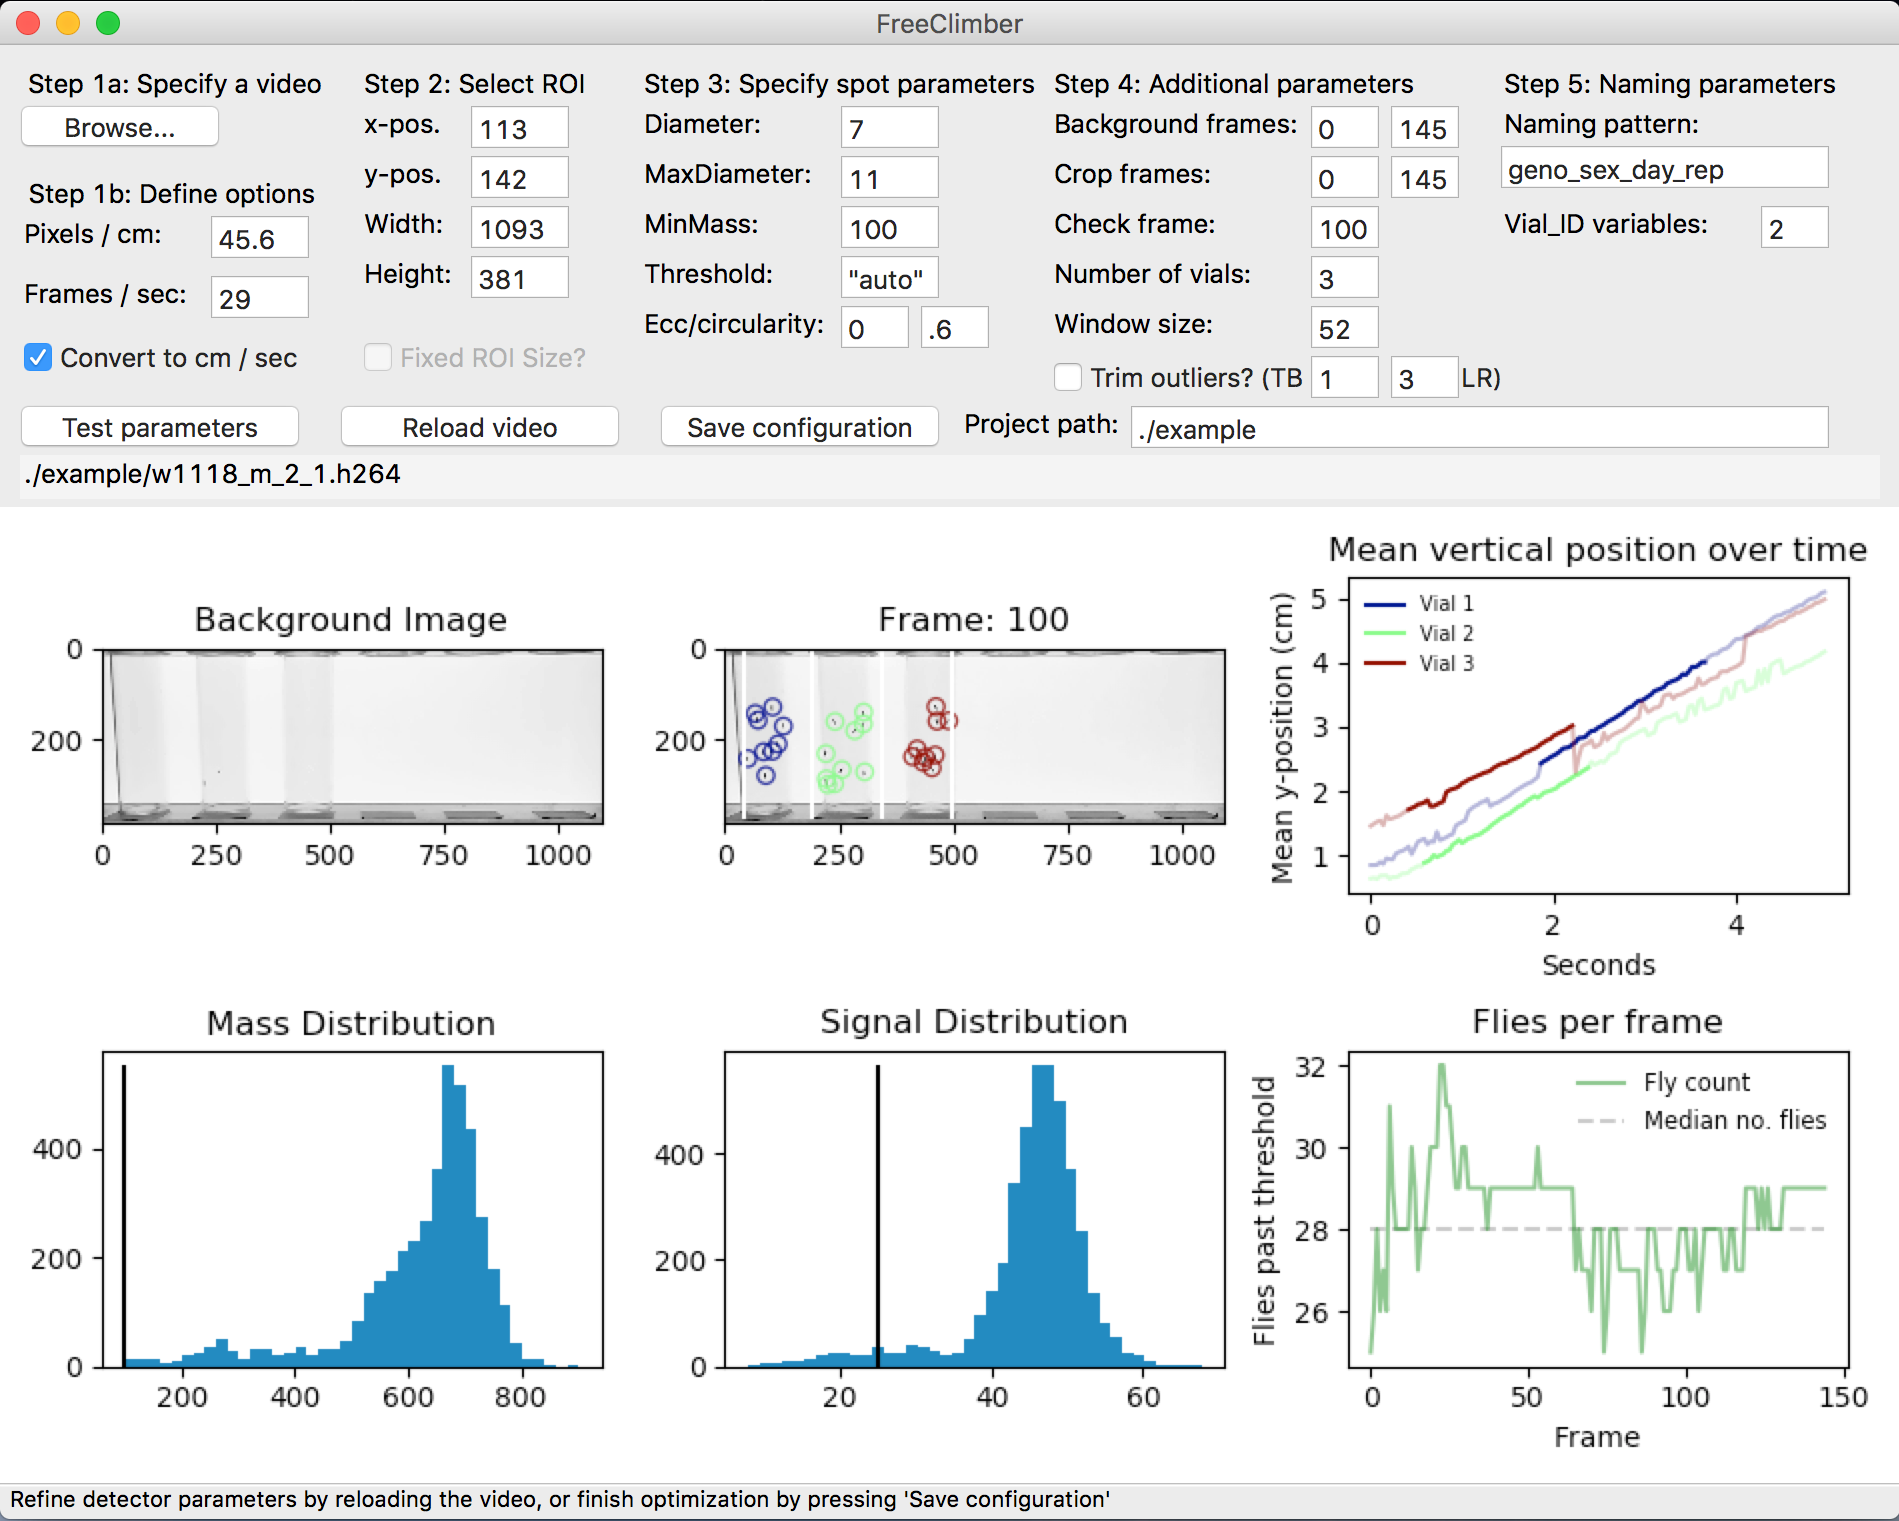 FreeClimber
Step 1a: Specify a video
Browse...
Step 1b: Define options
Pixels / cm: 45.6
Frames / sec: 29
Convert to cm / sec
Step 2: Select ROI
x-pos. 113
y-pos. 142
Width: 1093
Height: 381
Fixed ROI Size?
Step 3: Specify spot parameters
Diameter: 7
MaxDiameter: 11
MinMass: 100
Threshold: "auto"
Ecc/circularity: 0 .6
Step 4: Additional parameters
Background frames: 0 145
Crop frames: 0 145
Check frame: 100
Number of vials: 3
Window size: 52
Trim outliers? (TB 1 3 LR)
Step 5: Naming parameters
Naming pattern:
geno_sex_day_rep
Vial_ID variables: 2
Test parameters
Reload video
Save configuration
Project path: ./example
./example/w1118_m_2_1.h264
Background Image
0
200
0 250 500 750 1000
Frame: 100
0
200
0 250 500 750 1000
Mean vertical position over time
Mean y-position (cm)
5
4
3
2
1
Vial 1
Vial 2
Vial 3
0 2 4
Seconds
Mass Distribution
400
200
0
200 400 600 800
Signal Distribution
400
200
0
20 40 60
Flies per frame
Flies past threshold
32
30
28
26
Fly count
Median no. flies
0 50 100 150
Frame
Refine detector parameters by reloading the video, or finish optimization by pressing 'Save configuration'